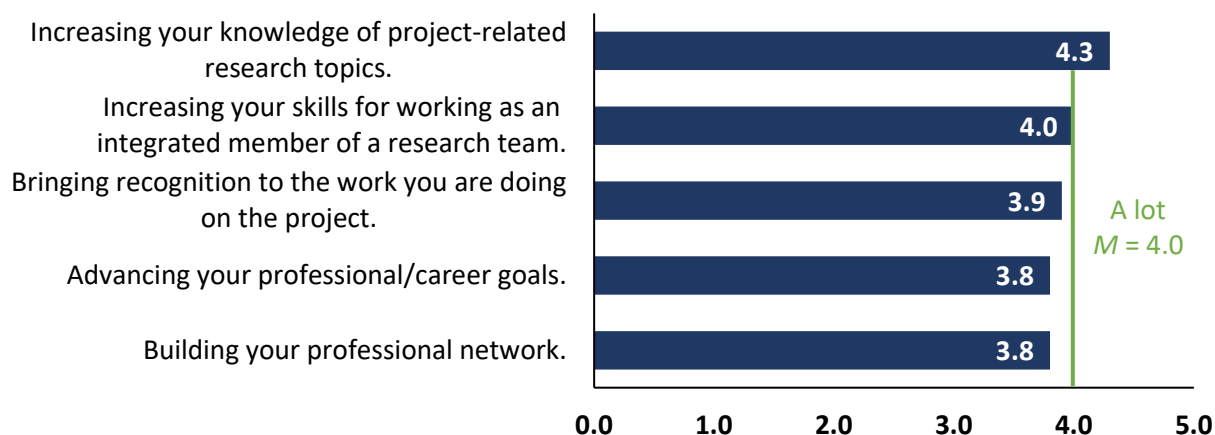 Increasing your knowledge of project-related
research topics.
4.3
Increasing your skills for working as an
integrated member of a research team.
4.0
Bringing recognition to the work you are doing
on the project.
3.9
A lot
M = 4.0
Advancing your professional/career goals.
3.8
Building your professional network.
3.8
0.0 1.0 2.0 3.0 4.0 5.0